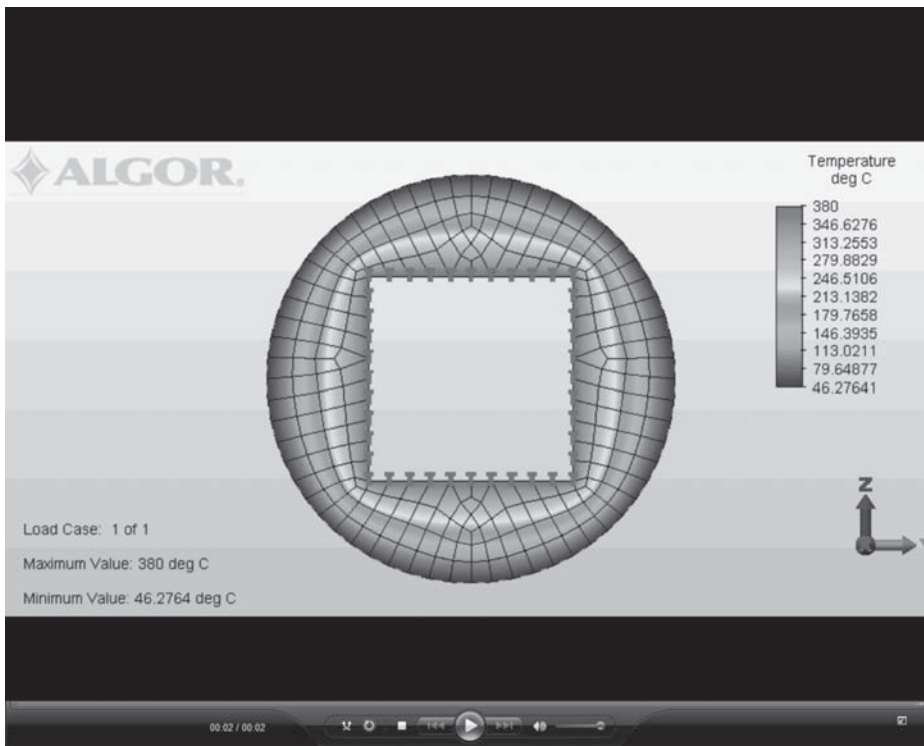 ALGOR.
Temperature
deg C
380
346.6276
313.2553
279.8829
246.5106
213.1382
179.7658
146.3935
113.0211
79.64877
46.27641
Z
Y
Load Case: 1 of 1
Maximum Value: 380 deg C
Minimum Value: 46.2764 deg C
00:02 / 00:02